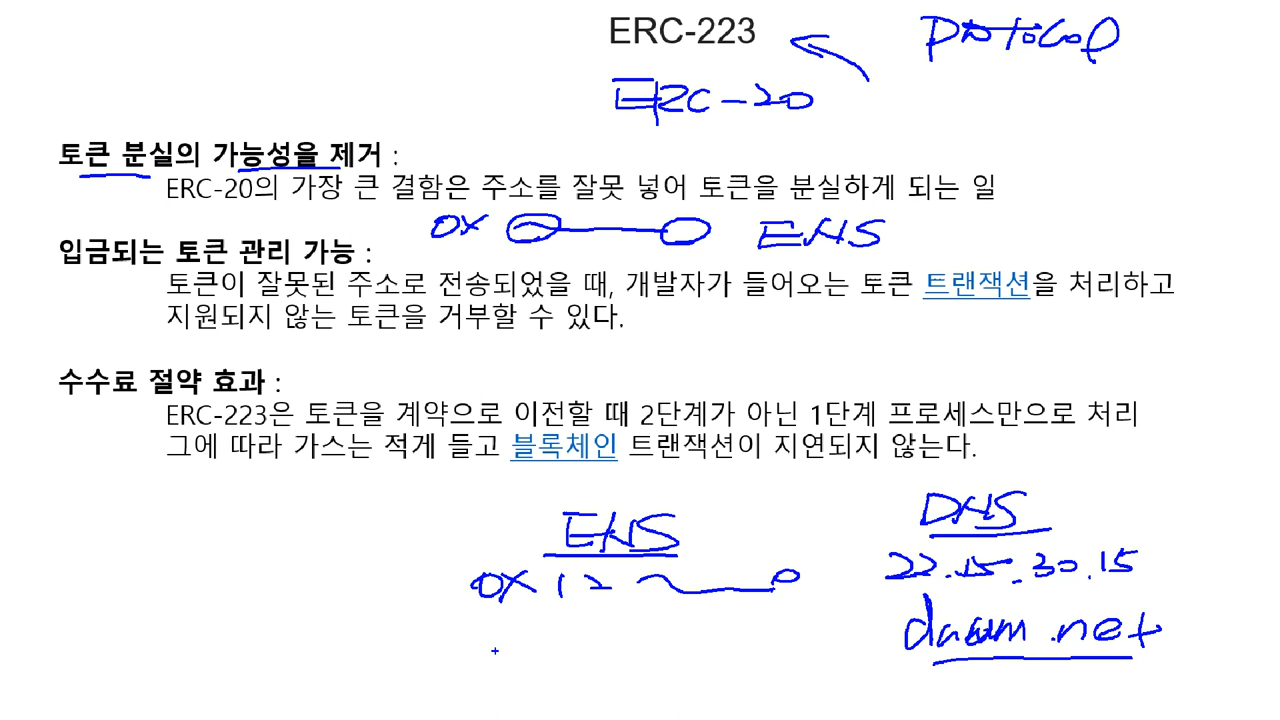 ERC-223
Protocol
ERC-20
토큰 분실의 가능성을 제거 :
ERC-20의 가장 큰 결함은 주소를 잘못 넣어 토큰을 분실하게 되는 일
0x ENS
입금되는 토큰 관리 가능 :
토큰이 잘못된 주소로 전송되었을 때, 개발자가 들어오는 토큰 트랜잭션을 처리하고
지원되지 않는 토큰을 거부할 수 있다.
수수료 절약 효과 :
ERC-223은 토큰을 계약으로 이전할 때 2단계가 아닌 1단계 프로세스만으로 처리
그에 따라 가스는 적게 들고 블록체인 트랜잭션이 지연되지 않는다.
ENS
0x12
DNS
22.15.30.15
daum.net